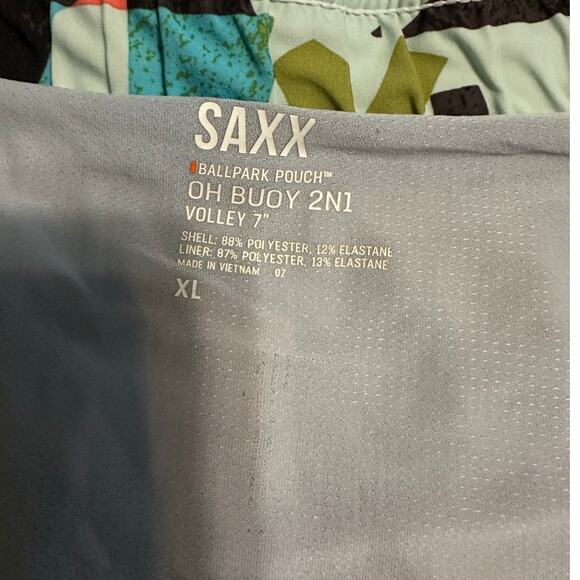 SAXX
BALLPARK POUCH™
OH BUOY 2N1
VOLLEY 7"
SHELL: 88% POLYESTER, 12% ELASTANE
LINER: 87% POLYESTER, 13% ELASTANE
MADE IN VIETNAM 07
XL